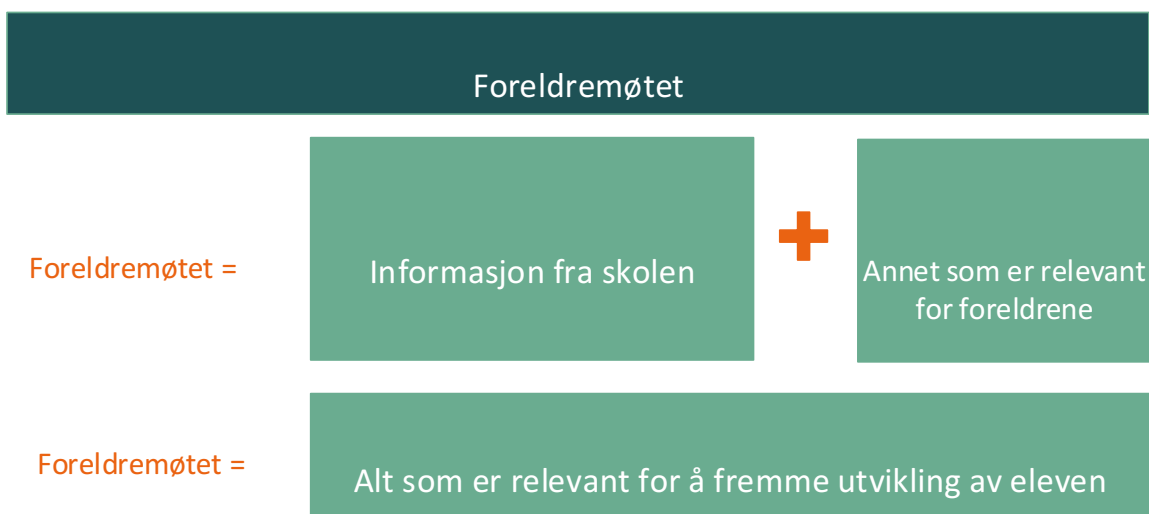 Foreldremøtet
Foreldremøtet =
Informasjon fra skolen
Annet som er relevant
for foreldrene
Foreldremøtet =
Alt som er relevant for å fremme utvikling av eleven